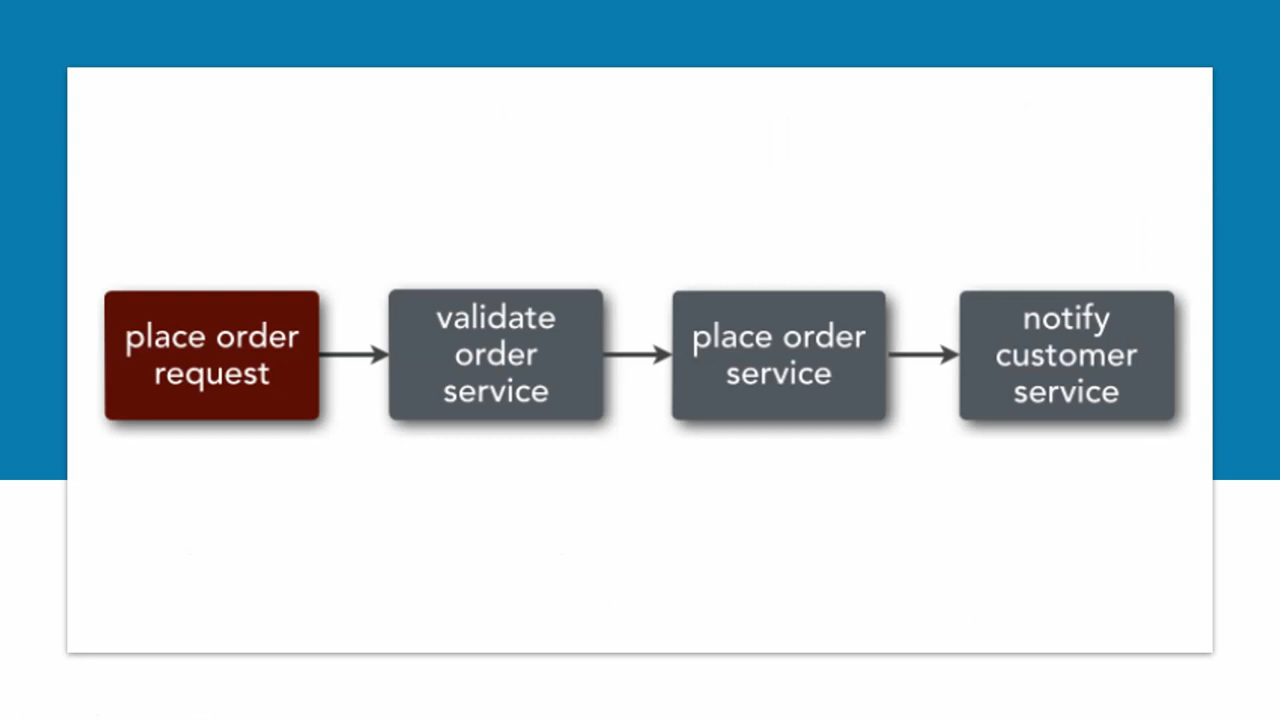 place order
request
validate
order
service
place order
service
notify
customer
service